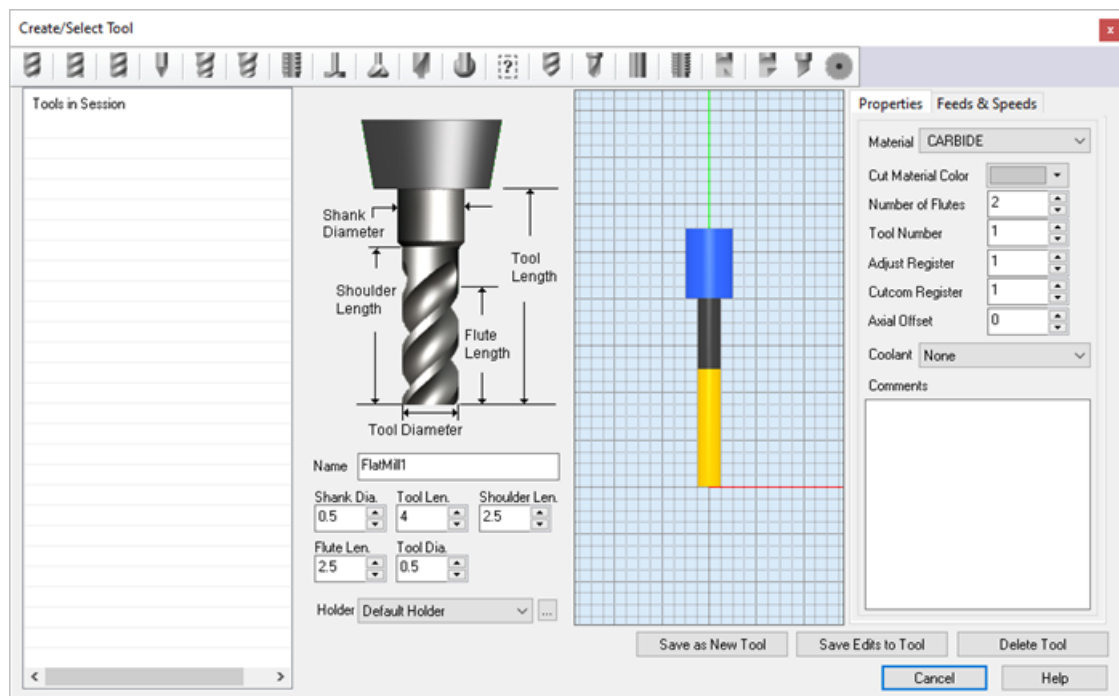 Create/Select Tool
x
?
Tools in Session
Shank
Diameter
Shoulder
Length
Tool
Length
Flute
Length
Tool Diameter
Name FlatMill1
Shank Dia. Tool Len. Shoulder Len.
0.5 4 2.5
Flute Len. Tool Dia.
2.5 0.5
Holder Default Holder ...
Properties Feeds & Speeds
Material CARBIDE
Cut Material Color
Number of Flutes 2
Tool Number 1
Adjust Register 1
Cutcom Register 1
Axial Offset 0
Coolant None
Comments
Save as New Tool Save Edits to Tool Delete Tool
Cancel Help